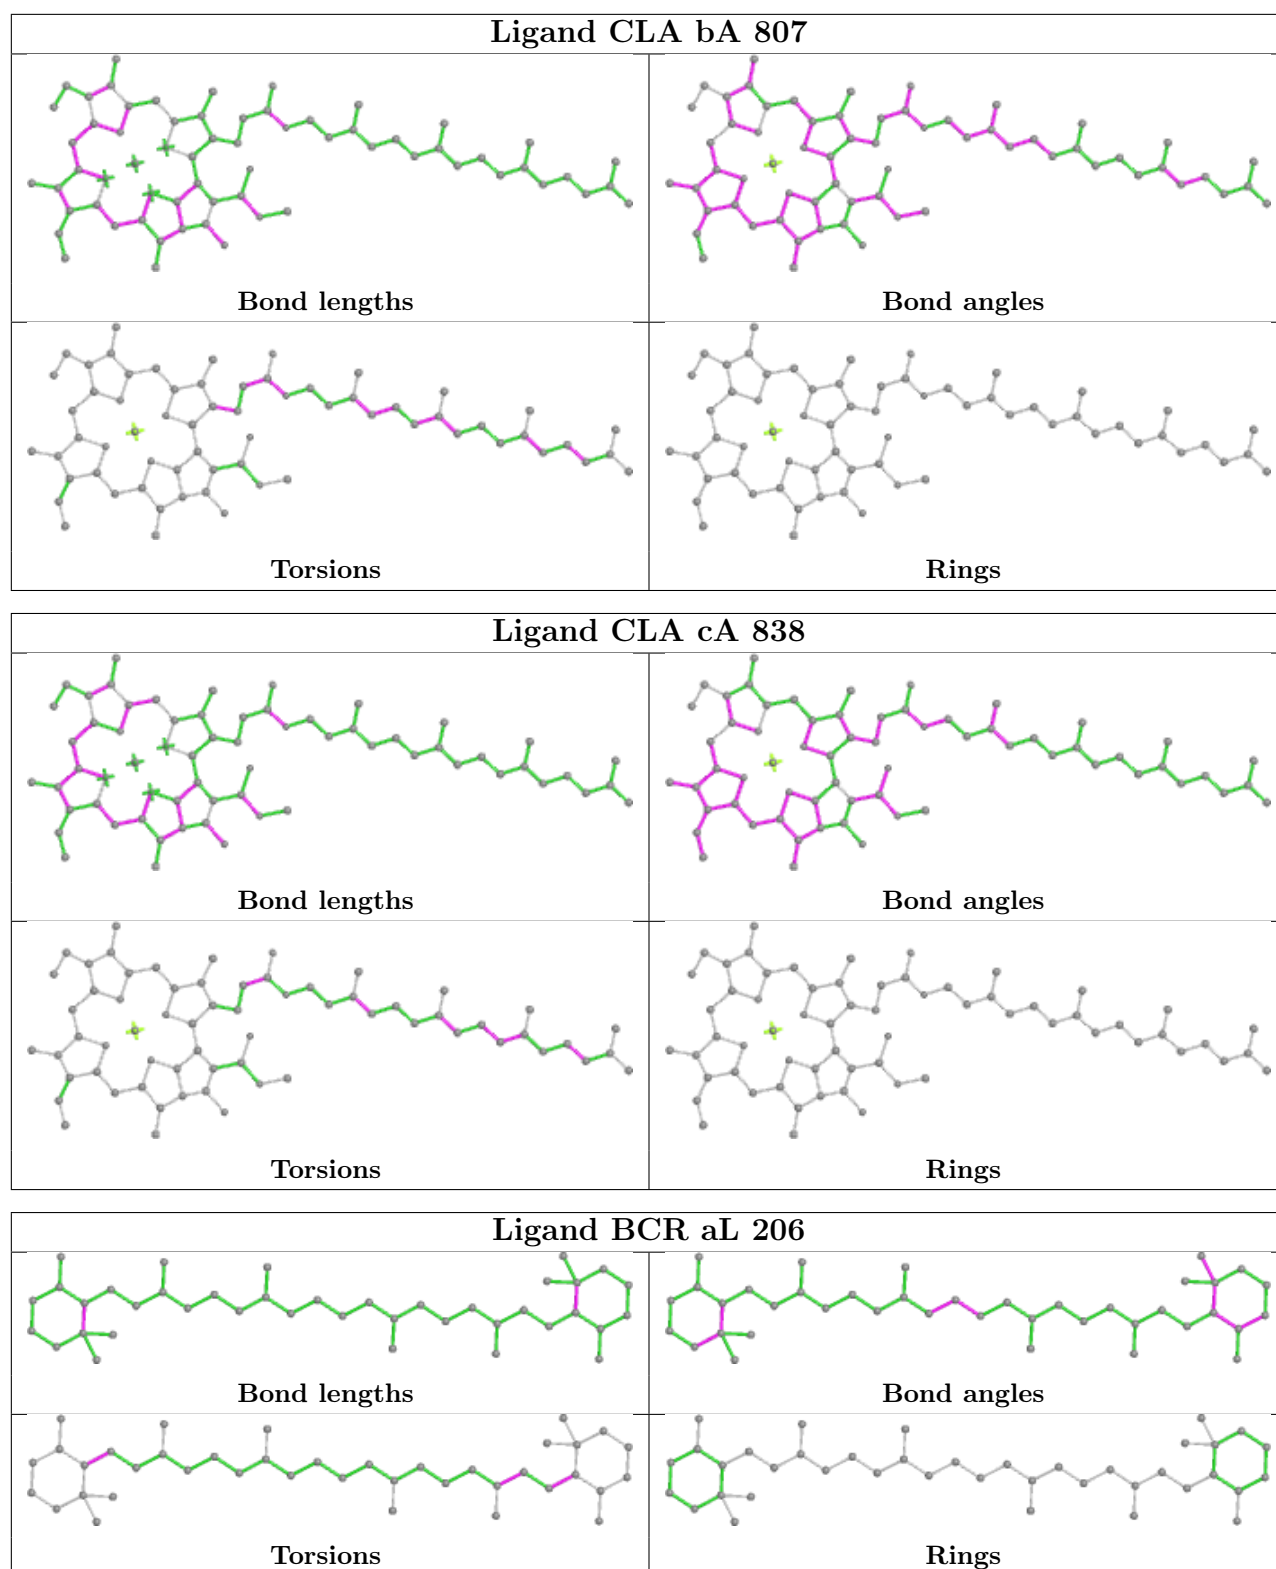 Ligand CLA bA 807
Bond lengths
Bond angles
Torsions
Rings
Ligand CLA cA 838
Bond lengths
Bond angles
Torsions
Rings
Ligand BCR aL 206
Bond lengths
Bond angles
Torsions
Rings